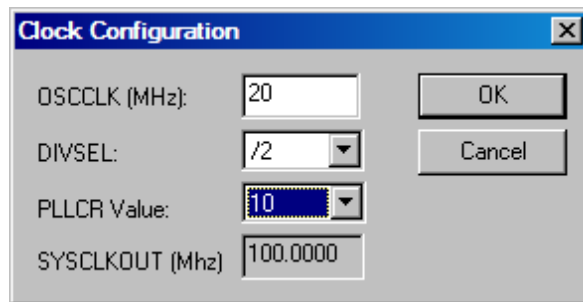 Clock Configuration
OSCCLK (MHz): 20 OK
DIVSEL: /2 Cancel
PLLCR Value: 10
SYSCLKOUT (Mhz) 100.0000